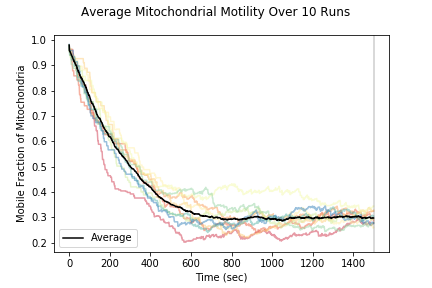 Average Mitochondrial Motility Over 10 Runs
Mobile Fraction of Mitochondria
1.0
0.9
0.8
0.7
0.6
0.5
0.4
0.3
0.2
Average
0 200 400 600 800 1000 1200 1400
Time (sec)